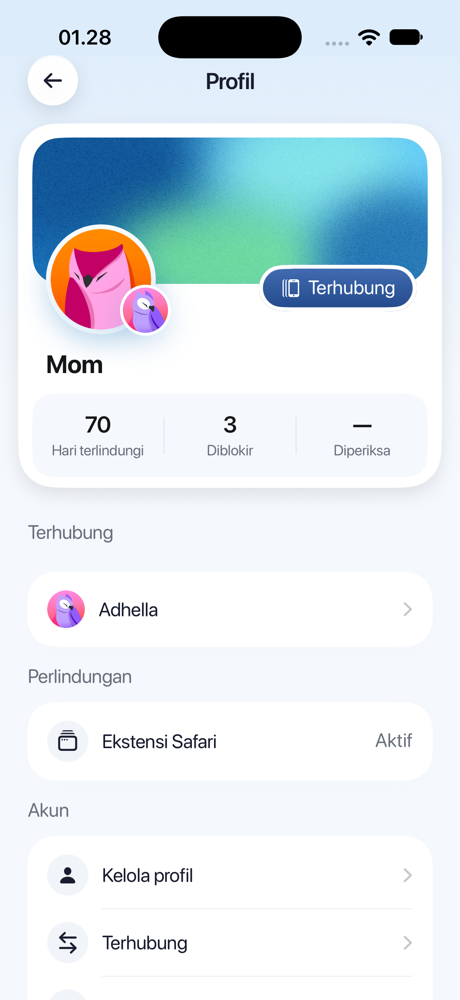 01.28
Profil
Terhubung
Mom
70
Hari terlindungi
3
Diblokir
—
Diperiksa
Terhubung
Adhella
Perlindungan
Ekstensi Safari
Aktif
Akun
Kelola profil
Terhubung